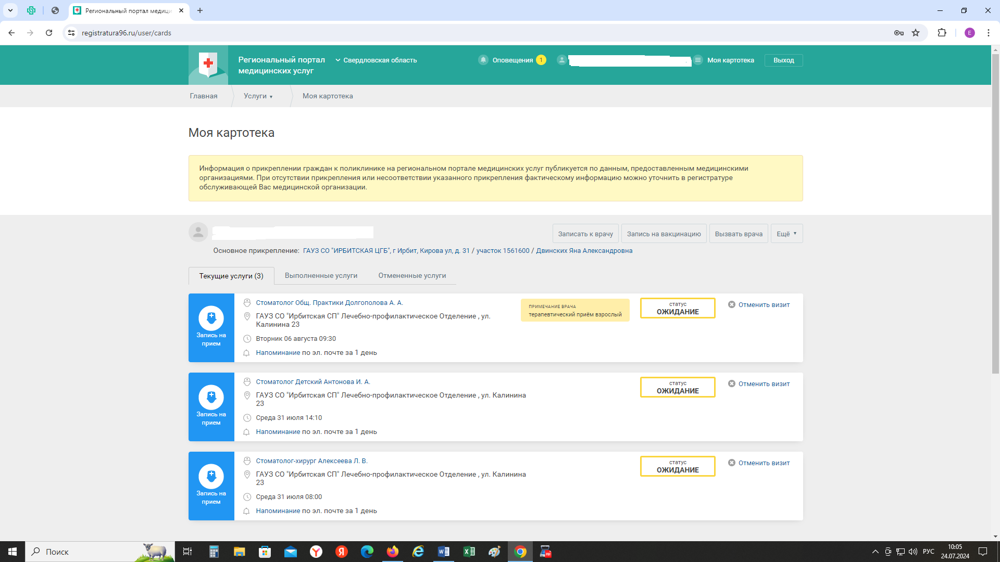 Региональный портал медици
registratura96.ru/user/cards
E
Региональный портал
медицинских услуг
Свердловская область
Оповещения 1
Моя картотека
Выход
Главная
Услуги
Моя картотека
Моя картотека
Информация о прикреплении граждан к поликлинике на региональном портале медицинских услуг публикуется по данным, предоставленным медицинскими
организациями. При отсутствии прикрепления или несоответствии указанного прикрепления фактическому информацию можно уточнить в регистратуре
обслуживающей Вас медицинской организации.
Записать к врачу
Запись на вакцинацию
Вызвать врача
Ещё
Основное прикрепление: ГАУЗ СО "ИРБИТСКАЯ ЦГБ", г Ирбит, Кирова ул, д. 31 / участок 1561600 / Двинских Яна Александровна
Текущие услуги (3)
Выполненные услуги
Отмененные услуги
Запись на
прием
Стоматолог Общ. Практики Долгополова А. А.
ГАУЗ СО "Ирбитская СП" Лечебно-профилактическое Отделение , ул.
Калинина 23
Вторник 06 августа 09:30
Напоминание по эл. почте за 1 день
ПРИМЕЧАНИЕ ВРАЧА
терапевтический приём взрослый
статус
ОЖИДАНИЕ
Отменить визит
Запись на
прием
Стоматолог Детский Антонова И. А.
ГАУЗ СО "Ирбитская СП" Лечебно-профилактическое Отделение , ул. Калинина
23
Среда 31 июля 14:10
Напоминание по эл. почте за 1 день
статус
ОЖИДАНИЕ
Отменить визит
Запись на
прием
Стоматолог-хирург Алексеева Л. В.
ГАУЗ СО "Ирбитская СП" Лечебно-профилактическое Отделение , ул. Калинина
23
Среда 31 июля 08:00
Напоминание по эл. почте за 1 день
статус
ОЖИДАНИЕ
Отменить визит
Поиск
РУС
10:05
24.07.2024